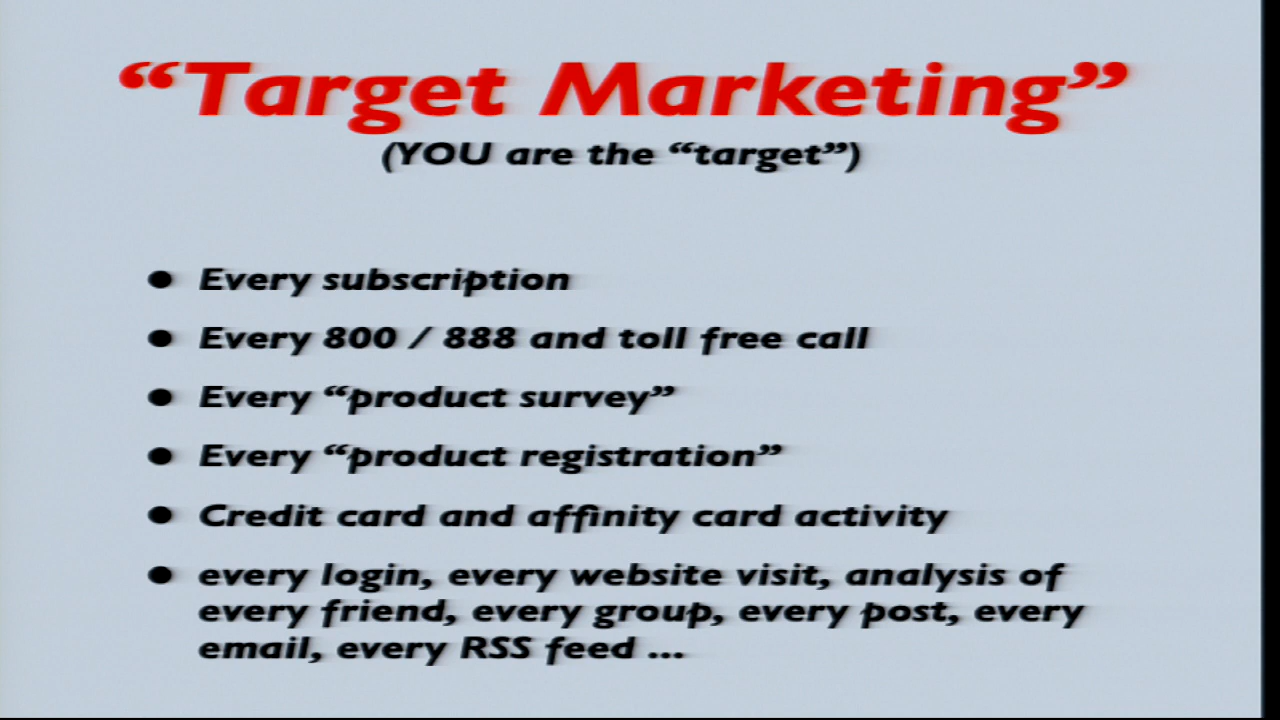 “Target Marketing”
(YOU are the “target”)
● Every subscription
● Every 800 / 888 and toll free call
● Every “product survey”
● Every “product registration”
● Credit card and affinity card activity
● every login, every website visit, analysis of
every friend, every group, every post, every
email, every RSS feed ...